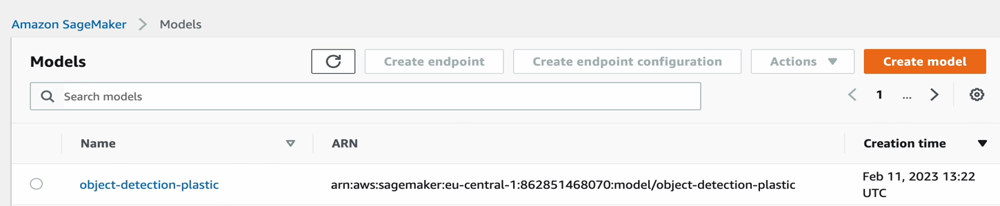 Amazon SageMaker > Models
Models
Create endpoint
Create endpoint configuration
Actions
Create model
Search models
1 ...
Name
ARN
Creation time
object-detection-plastic
arn:aws:sagemaker:eu-central-1:862851468070:model/object-detection-plastic
Feb 11, 2023 13:22
UTC